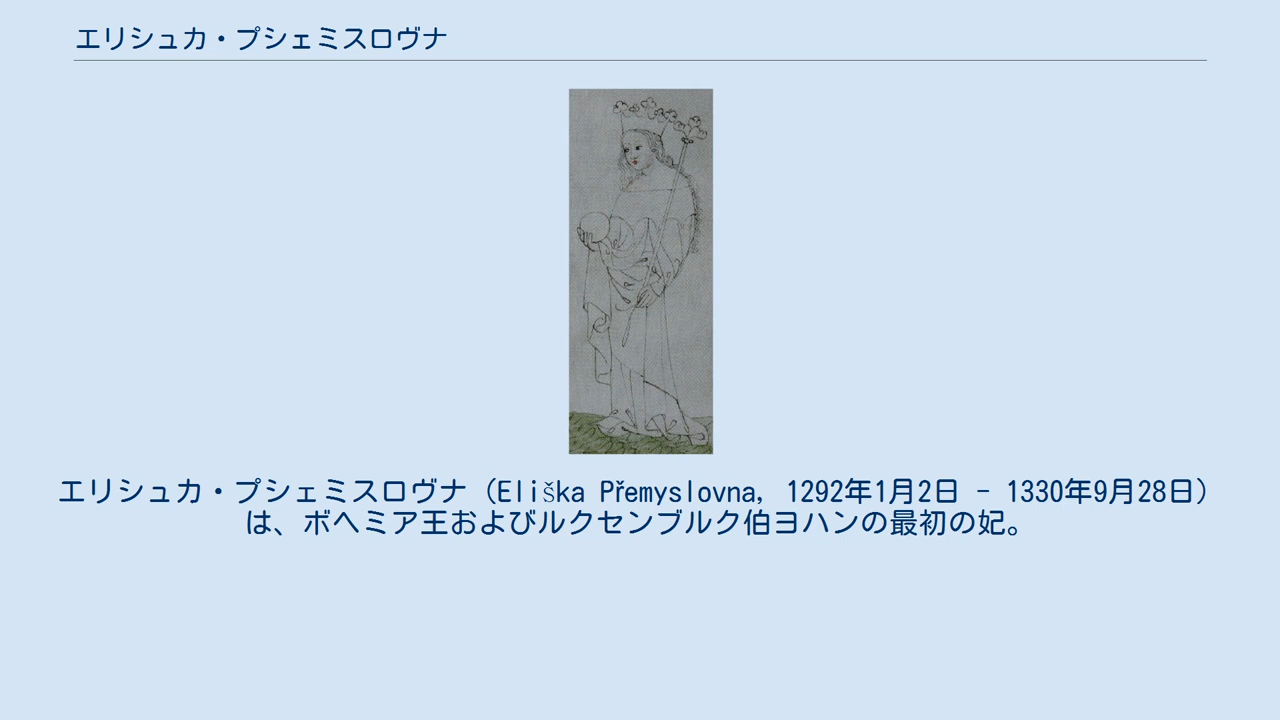 エリシュカ・プシェミスロヴナ
エリシュカ・プシェミスロヴナ（Eliška Přemyslovna, 1292年1月2日 - 1330年9月28日）
は、ボヘミア王およびルクセンブルク伯ヨハンの最初の妃。